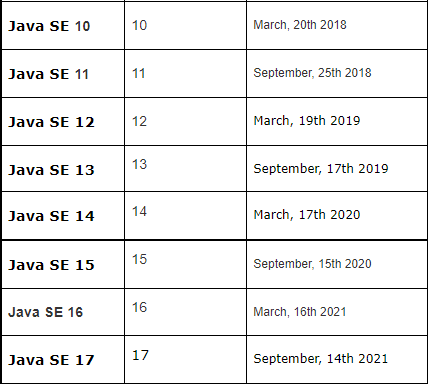 Java SE 10 10 March, 20th 2018
Java SE 11 11 September, 25th 2018
Java SE 12 12 March, 19th 2019
Java SE 13 13 September, 17th 2019
Java SE 14 14 March, 17th 2020
Java SE 15 15 September, 15th 2020
Java SE 16 16 March, 16th 2021
Java SE 17 17 September, 14th 2021